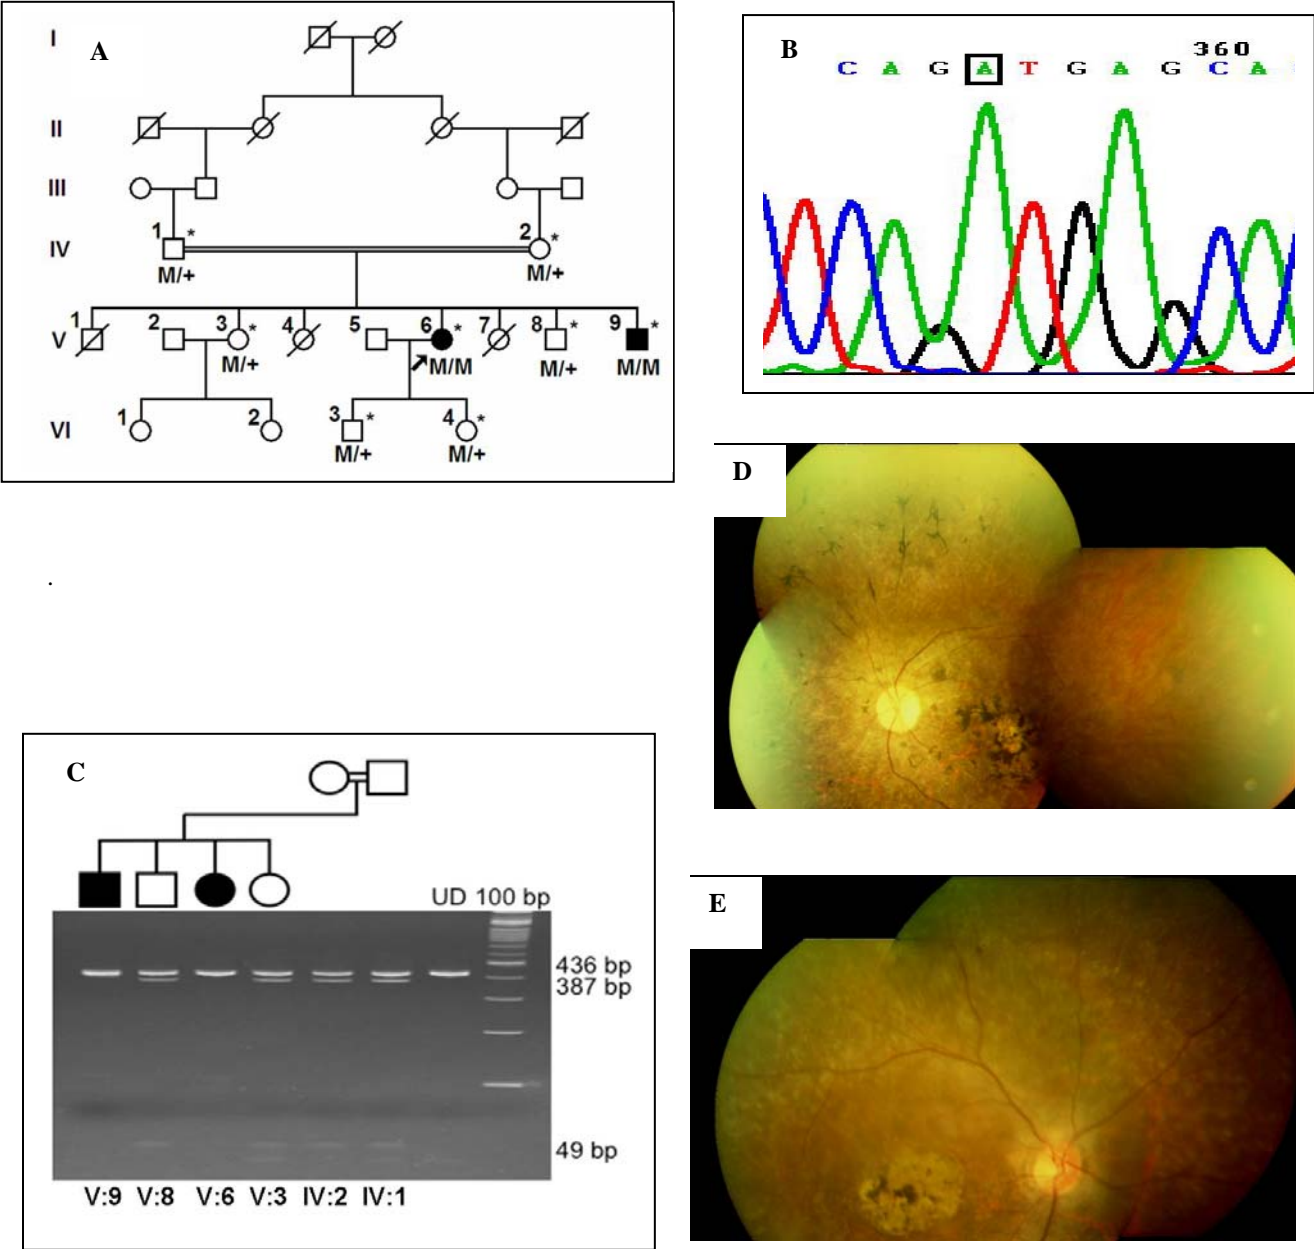 A
I
II
III
1 * 2 *
IV
M/+ M/+
1 2 3 * 4 5 6 * 7 8 * 9 *
V
M/+ M/M M/+ M/M
1 2 3 * 4 *
VI
M/+ M/+
B
360
C A G A T G A G C A
.
C
UD 100 bp
436 bp
387 bp
49 bp
V:9 V:8 V:6 V:3 IV:2 IV:1
D
E